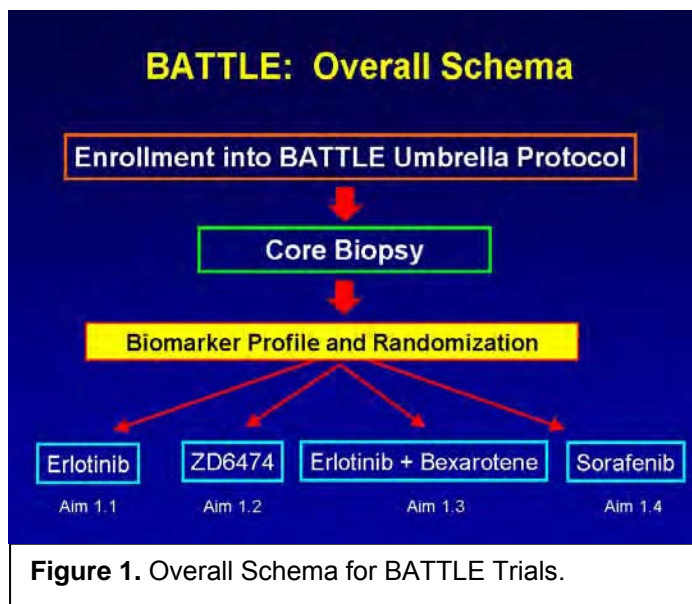 BATTLE: Overall Schema
Enrollment into BATTLE Umbrella Protocol
Core Biopsy
Biomarker Profile and Randomization
Erlotinib ZD6474 Erlotinib + Bexarotene Sorafenib
Aim 1.1 Aim 1.2 Aim 1.3 Aim 1.4
Figure 1. Overall Schema for BATTLE Trials.